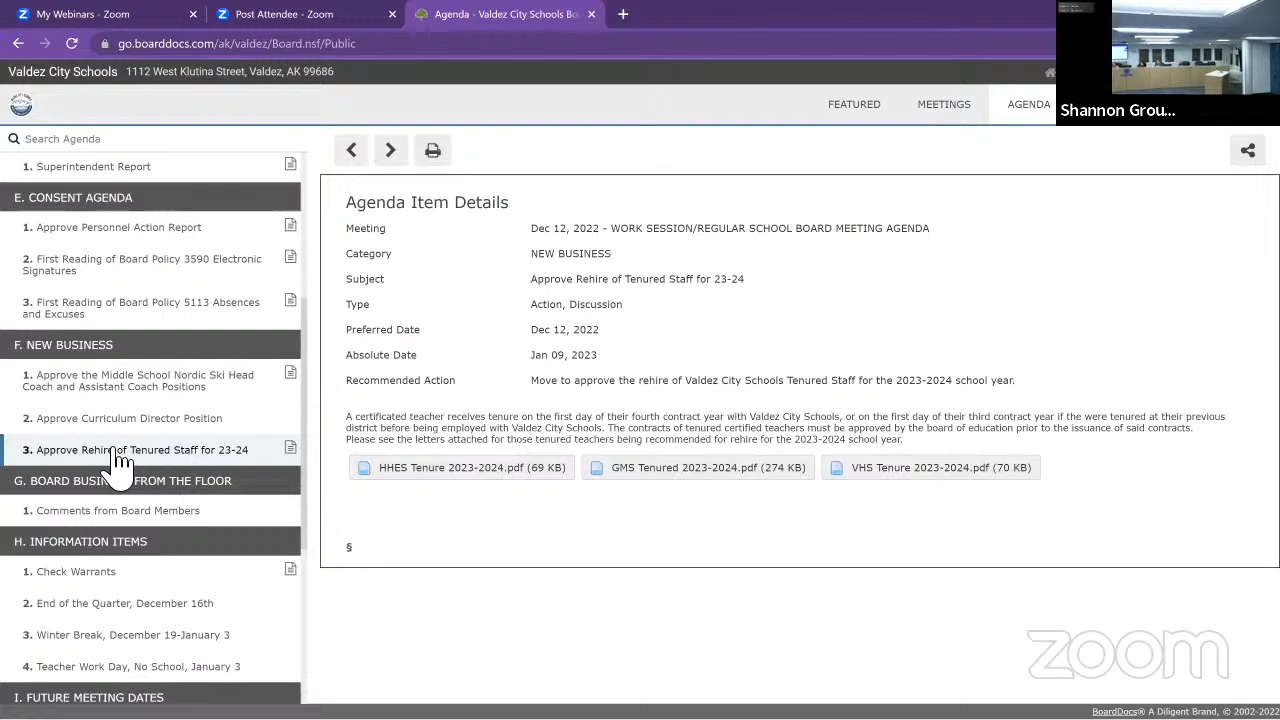 My Webinars - Zoom
Post Attendee - Zoom
Agenda - Valdez City Schools Bo
go.boarddocs.com/ak/valdez/Board.nsf/Public
Valdez City Schools 1112 West Klutina Street, Valdez, AK 99686
Shannon Grou...
FEATURED MEETINGS AGENDA
Search Agenda
1. Superintendent Report
E. CONSENT AGENDA
1. Approve Personnel Action Report
2. First Reading of Board Policy 3590 Electronic
Signatures
3. First Reading of Board Policy 5113 Absences
and Excuses
F. NEW BUSINESS
1. Approve the Middle School Nordic Ski Head
Coach and Assistant Coach Positions
2. Approve Curriculum Director Position
3. Approve Rehire of Tenured Staff for 23-24
G. BOARD BUSINESS FROM THE FLOOR
1. Comments from Board Members
H. INFORMATION ITEMS
1. Check Warrants
2. End of the Quarter, December 16th
3. Winter Break, December 19-January 3
4. Teacher Work Day, No School, January 3
I. FUTURE MEETING DATES
Agenda Item Details
Meeting Dec 12, 2022 - WORK SESSION/REGULAR SCHOOL BOARD MEETING AGENDA
Category NEW BUSINESS
Subject Approve Rehire of Tenured Staff for 23-24
Type Action, Discussion
Preferred Date Dec 12, 2022
Absolute Date Jan 09, 2023
Recommended Action Move to approve the rehire of Valdez City Schools Tenured Staff for the 2023-2024 school year.
A certificated teacher receives tenure on the first day of their fourth contract year with Valdez City Schools, or on the first day of their third contract year if the were tenured at their previous
district before being employed with Valdez City Schools. The contracts of tenured certified teachers must be approved by the board of education prior to the issuance of said contracts.
Please see the letters attached for those tenured teachers being recommended for rehire for the 2023-2024 school year.
HHES Tenure 2023-2024.pdf (69 KB) GMS Tenured 2023-2024.pdf (274 KB) VHS Tenure 2023-2024.pdf (70 KB)
§
zoom
BoardDocs® A Diligent Brand, © 2002-2022